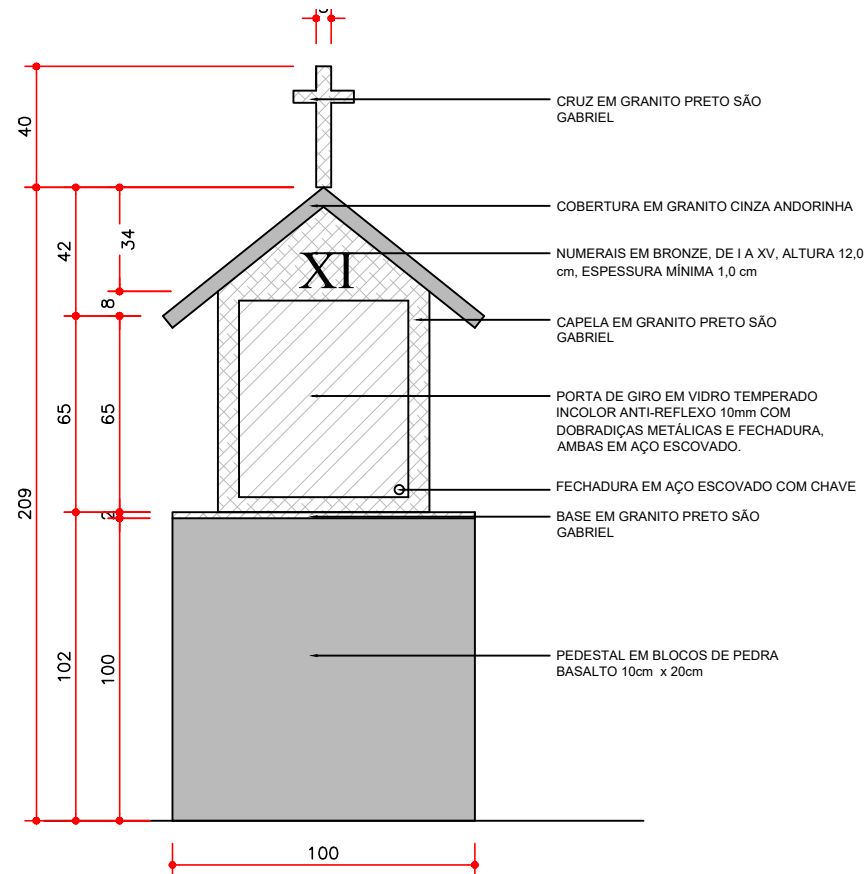 40
CRUZ EM GRANITO PRETO SÃO
GABRIEL
COBERTURA EM GRANITO CINZA ANDORINHA
42
34
NUMERAIS EM BRONZE, DE I A XV, ALTURA 12,0
cm, ESPESSURA MÍNIMA 1,0 cm
XI
8
CAPELA EM GRANITO PRETO SÃO
GABRIEL
65
65
PORTA DE GIRO EM VIDRO TEMPERADO
INCOLOR ANTI-REFLEXO 10mm COM
DOBRADIÇAS METÁLICAS E FECHADURA,
AMBAS EM AÇO ESCOVADO.
FECHADURA EM AÇO ESCOVADO COM CHAVE
209
2
BASE EM GRANITO PRETO SÃO
GABRIEL
102
100
PEDESTAL EM BLOCOS DE PEDRA
BASALTO 10cm x 20cm
100